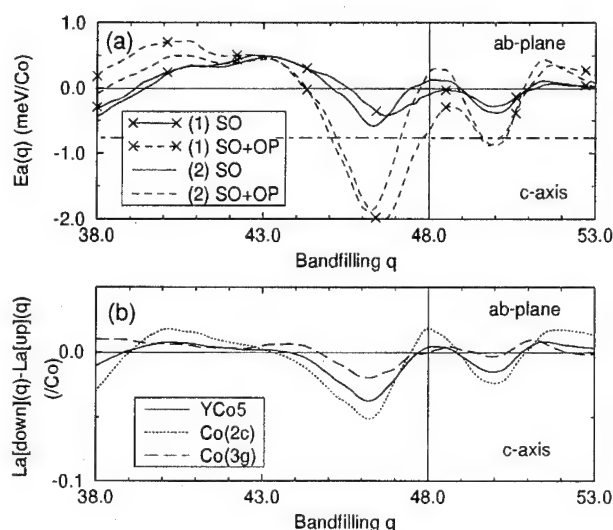 (a)
ab-plane
1.0
0.0
-1.0
-2.0
Ea(q) (meV/Co)
(1) SO
(1) SO+OP
(2) SO
(2) SO+OP
c-axis
38.0 43.0 48.0 53.0
Bandfilling q
(b)
ab-plane
0.0
-0.1
La[down](q)-La[up](q)
(/Co)
YCo5
Co(2c)
Co(3g)
c-axis
38.0 43.0 48.0 53.0
Bandfilling q